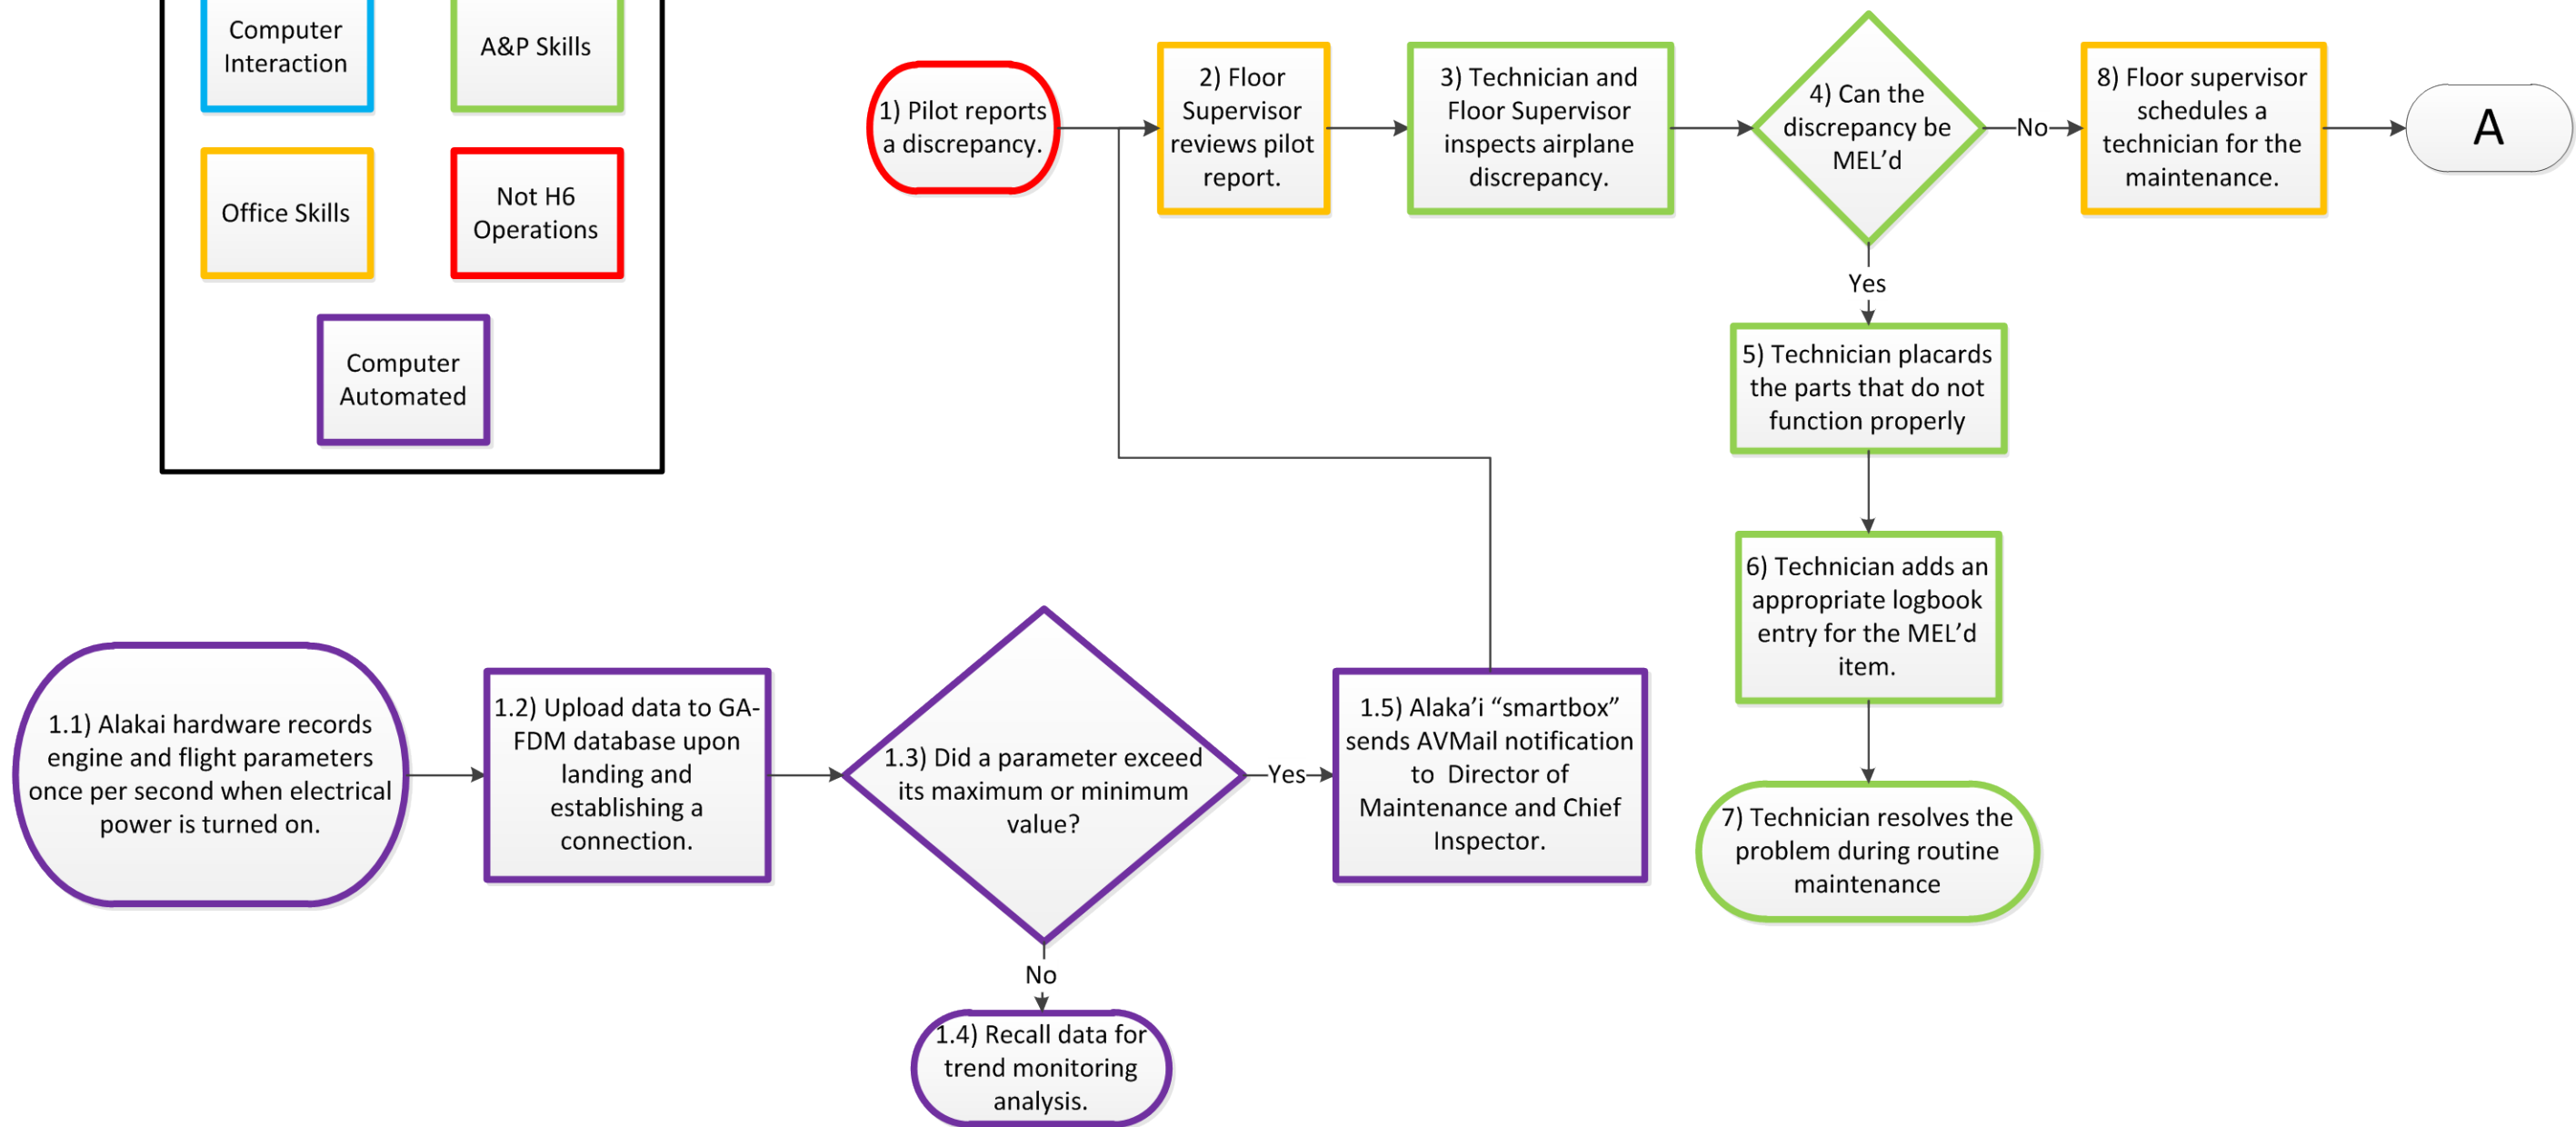 Computer
Interaction
A&P Skills
Office Skills
Not H6
Operations
Computer
Automated
1) Pilot reports
a discrepancy.
2) Floor
Supervisor
reviews pilot
report.
3) Technician and
Floor Supervisor
inspects airplane
discrepancy.
4) Can the
discrepancy be
MEL’d
No
8) Floor supervisor
schedules a
technician for the
maintenance.
A
Yes
5) Technician placards
the parts that do not
function properly
6) Technician adds an
appropriate logbook
entry for the MEL’d
item.
7) Technician resolves the
problem during routine
maintenance
1.1) Alakai hardware records
engine and flight parameters
once per second when electrical
power is turned on.
1.2) Upload data to GA-
FDM database upon
landing and
establishing a
connection.
1.3) Did a parameter exceed
its maximum or minimum
value?
Yes
1.5) Alaka’i “smartbox”
sends AVMail notification
to  Director of
Maintenance and Chief
Inspector.
No
1.4) Recall data for
trend monitoring
analysis.